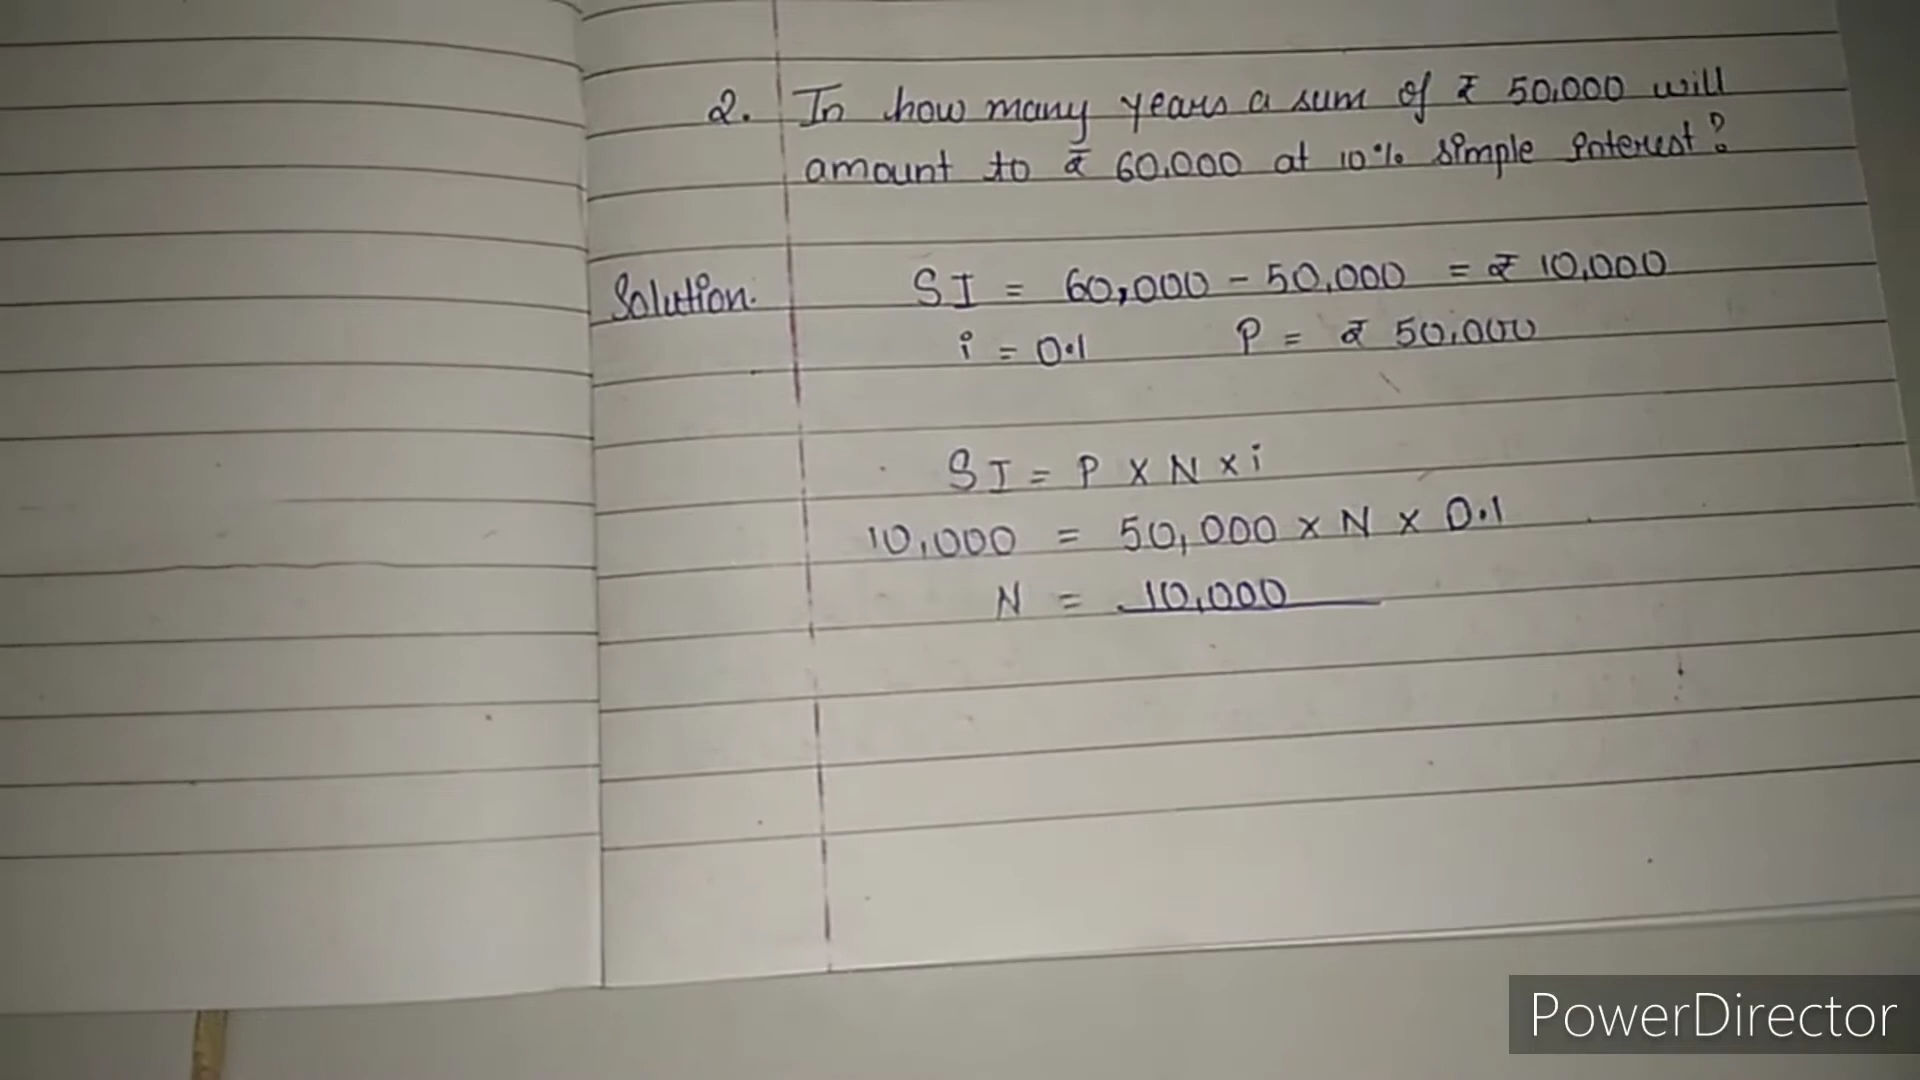 2. In how many years a sum of ₹ 50,000 will
amount to ₹ 60,000 at 10% simple interest?
Solution. SI = 60,000 - 50,000 = ₹ 10,000
i = 0.1 P = ₹ 50,000
SI = P × N × i
10,000 = 50,000 × N × 0.1
N = 10,000
PowerDirector